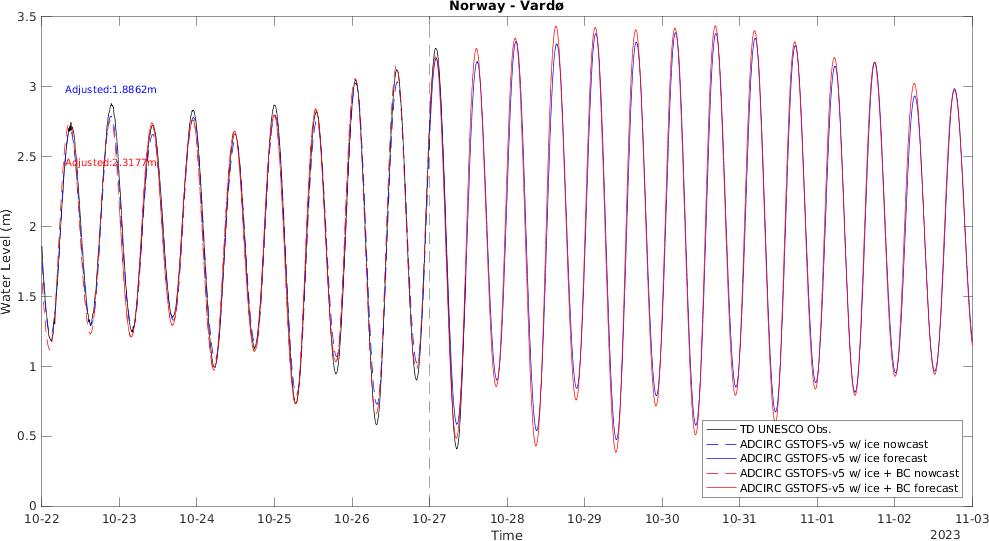 Norway - Vardø
3.5
3
2.5
2
1.5
1
0.5
0
Water Level (m)
Adjusted:1.8862m
Adjusted:2.3177m
TD UNESCO Obs.
ADCIRC GSTOFS-v5 w/ ice nowcast
ADCIRC GSTOFS-v5 w/ ice forecast
ADCIRC GSTOFS-v5 w/ ice + BC nowcast
ADCIRC GSTOFS-v5 w/ ice + BC forecast
10-22 10-23 10-24 10-25 10-26 10-27 10-28 10-29 10-30 10-31 11-01 11-02 11-03
Time
2023